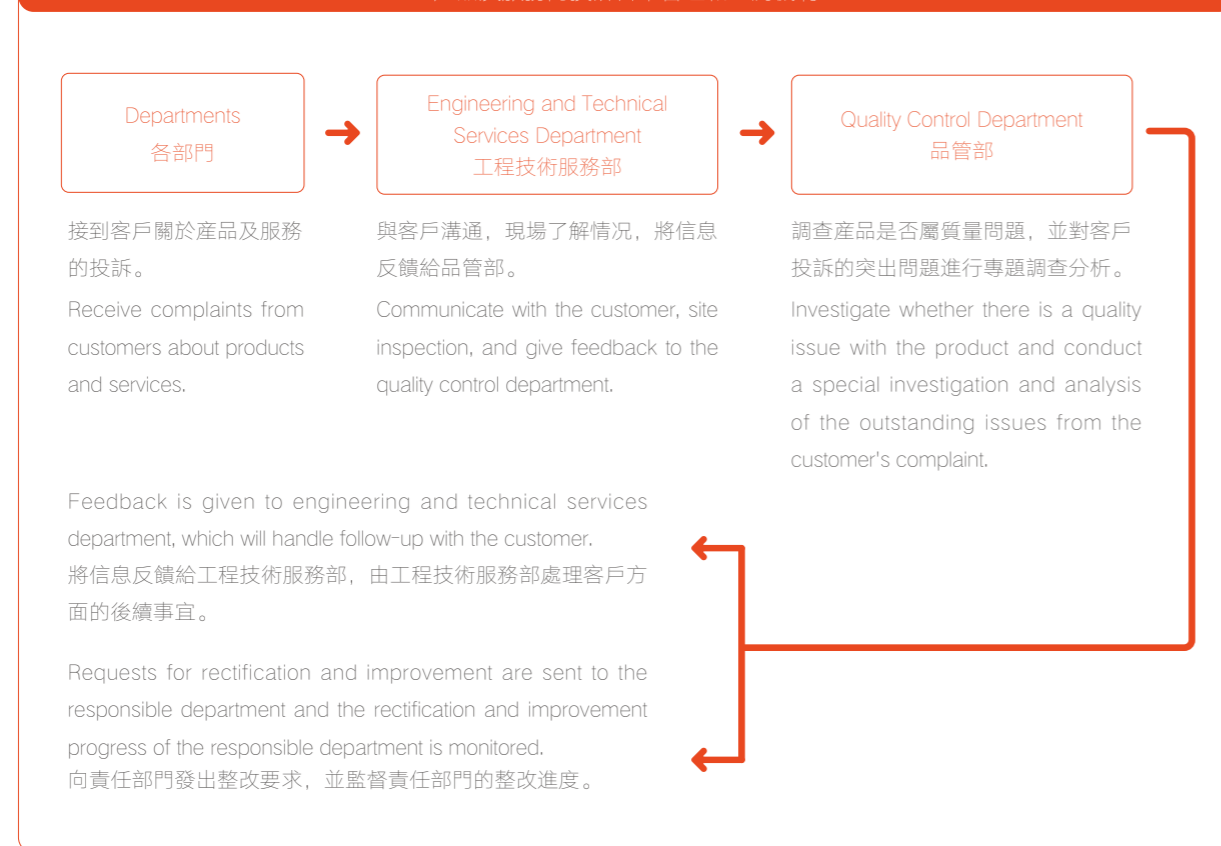 Departments
各部門
Engineering and Technical
Services Department
工程技術服務部
Quality Control Department
品管部
接到客戶關於産品及服務
的投訴。
Receive complaints from
customers about products
and services.
與客戶溝通，現場了解情况，將信息
反饋給品管部。
Communicate with the customer, site
inspection, and give feedback to the
quality control department.
調查産品是否屬質量問題，並對客戶
投訴的突出問題進行專題調查分析。
Investigate whether there is a quality
issue with the product and conduct
a special investigation and analysis
of the outstanding issues from the
customer's complaint.
Feedback is given to engineering and technical services
department, which will handle follow-up with the customer.
將信息反饋給工程技術服務部，由工程技術服務部處理客戶方
面的後續事宜。
Requests for rectification and improvement are sent to the
responsible department and the rectification and improvement
progress of the responsible department is monitored.
向責任部門發出整改要求，並監督責任部門的整改進度。